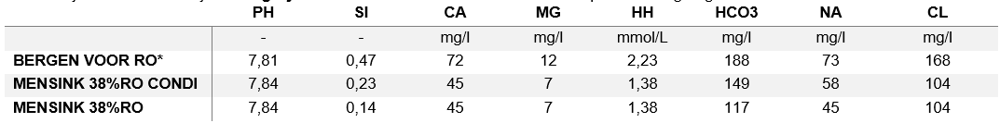 PH SI CA MG HH HCO3 NA CL
- - mg/l mg/l mmol/L mg/l mg/l mg/l
BERGEN VOOR RO* 7,81 0,47 72 12 2,23 188 73 168
MENSINK 38%RO CONDI 7,84 0,23 45 7 1,38 149 58 104
MENSINK 38%RO 7,84 0,14 45 7 1,38 117 45 104